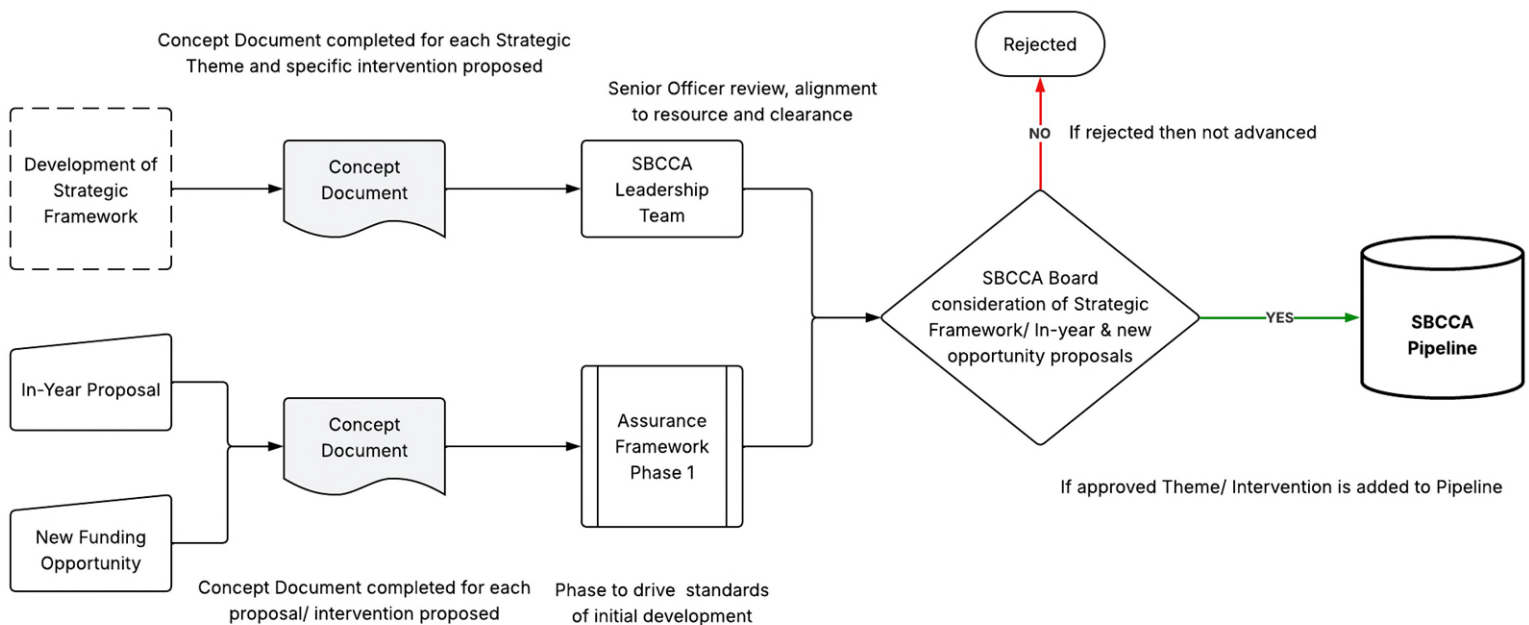 Concept Document completed for each Strategic
Theme and specific intervention proposed
Development of
Strategic
Framework
Concept
Document
Senior Officer review, alignment
to resource and clearance
SBCCA
Leadership
Team
In-Year Proposal
New Funding
Opportunity
Concept
Document
Concept Document completed for each
proposal/ intervention proposed
Assurance
Framework
Phase 1
Phase to drive standards
of initial development
Rejected
NO
If rejected then not advanced
SBCCA Board
consideration of Strategic
Framework/ In-year & new
opportunity proposals
YES
SBCCA
Pipeline
If approved Theme/ Intervention is added to Pipeline